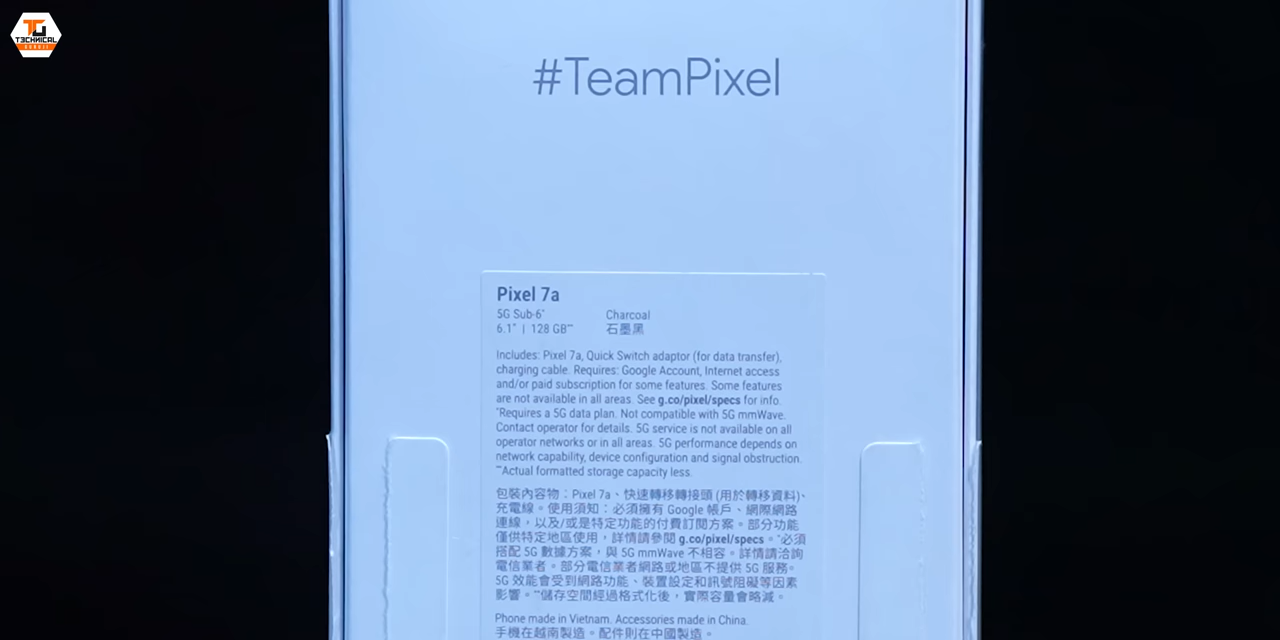 TG
T3CHNICAL
GURUJI
#TeamPixel
Pixel 7a
5G Sub-6*
Charcoal
6.1" | 128 GB**
石墨黑
Includes: Pixel 7a, Quick Switch adaptor (for data transfer),
charging cable. Requires: Google Account, Internet access
and/or paid subscription for some features. Some features
are not available in all areas. See g.co/pixel/specs for info.
*Requires a 5G data plan. Not compatible with 5G mmWave.
Contact operator for details. 5G service is not available on all
operator networks or in all areas. 5G performance depends on
network capability, device configuration and signal obstruction.
**Actual formatted storage capacity less.
包裝內容物：Pixel 7a、快速轉移轉接頭 (用於轉移資料)、
充電線。使用須知：必須擁有 Google 帳戶、網際網路
連線，以及/或是特定功能的付費訂閱方案。部分功能
僅供特定地區使用，詳情請參閱 g.co/pixel/specs。*必須
搭配 5G 數據方案，與 5G mmWave 不相容。詳情請洽詢
電信業者。部分電信業者網路或地區不提供 5G 服務。
5G 效能會受到網路功能、裝置設定和訊號阻礙等因素
影響。**儲存空間經過格式化後，實際容量會略減。
Phone made in Vietnam. Accessories made in China.
手機在越南製造。配件則在中國製造。